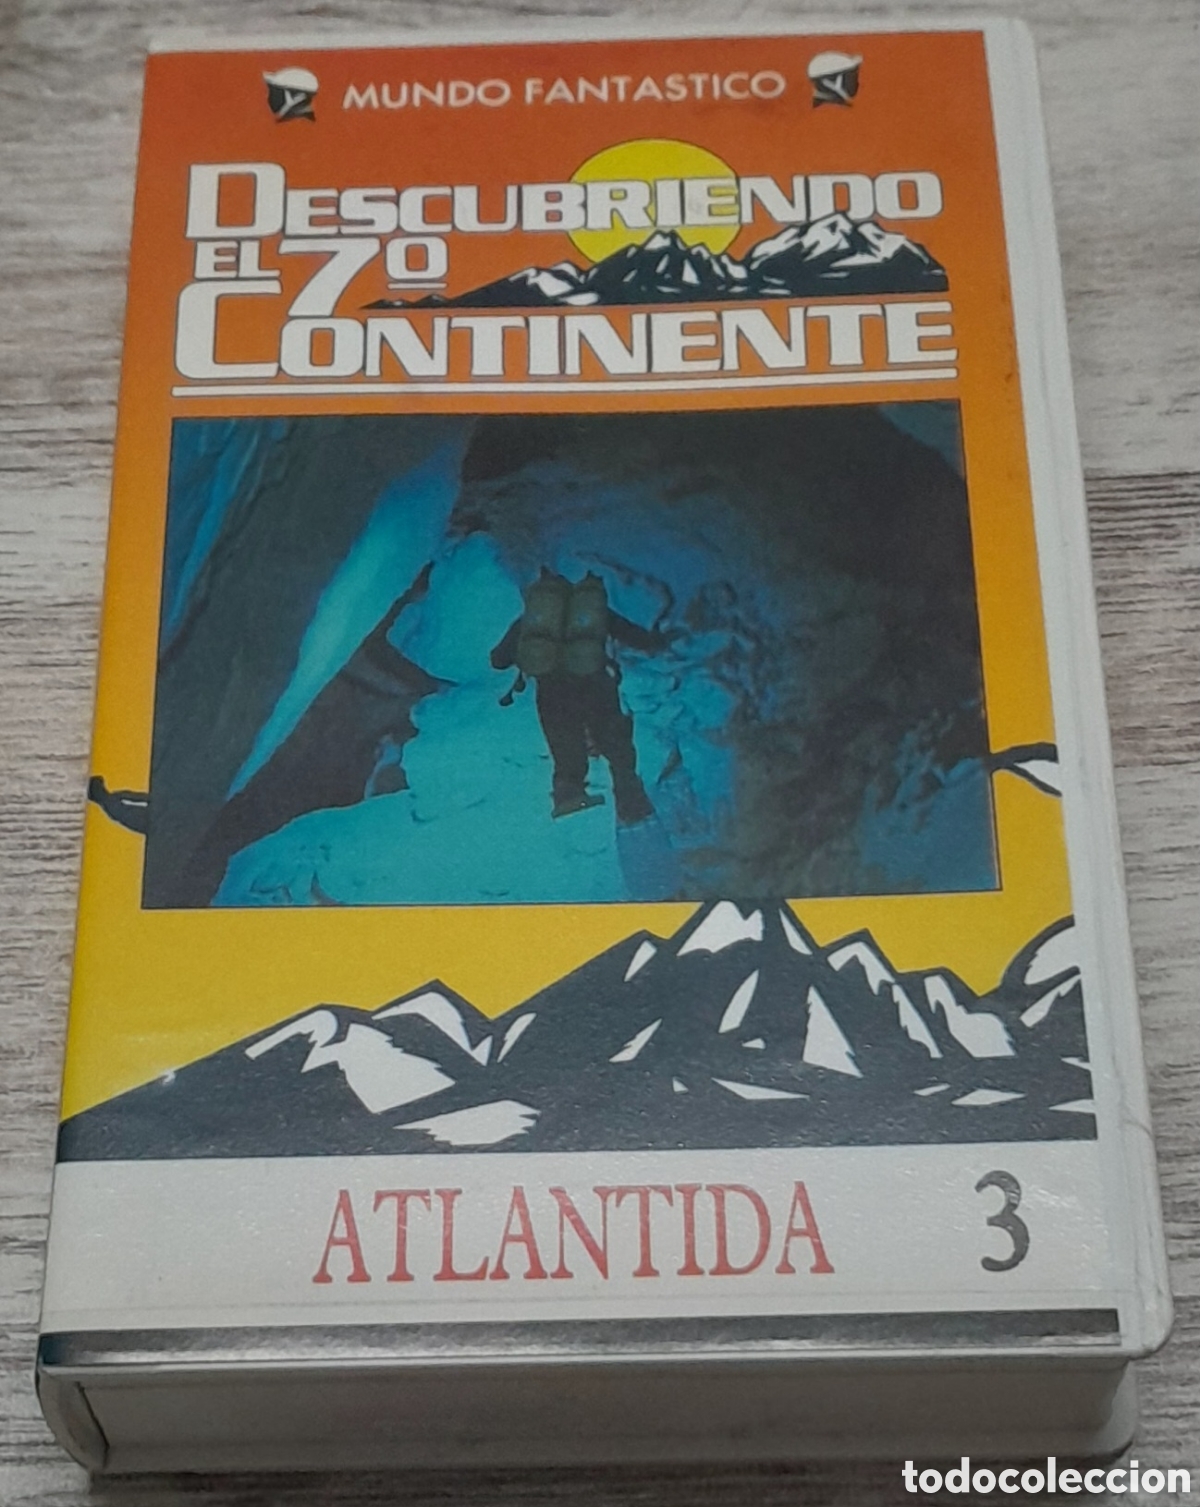 MUNDO FANTASTICO
DESCUBRIENDO
EL 7º
CONTINENTE
ATLANTIDA 3
todocoleccion